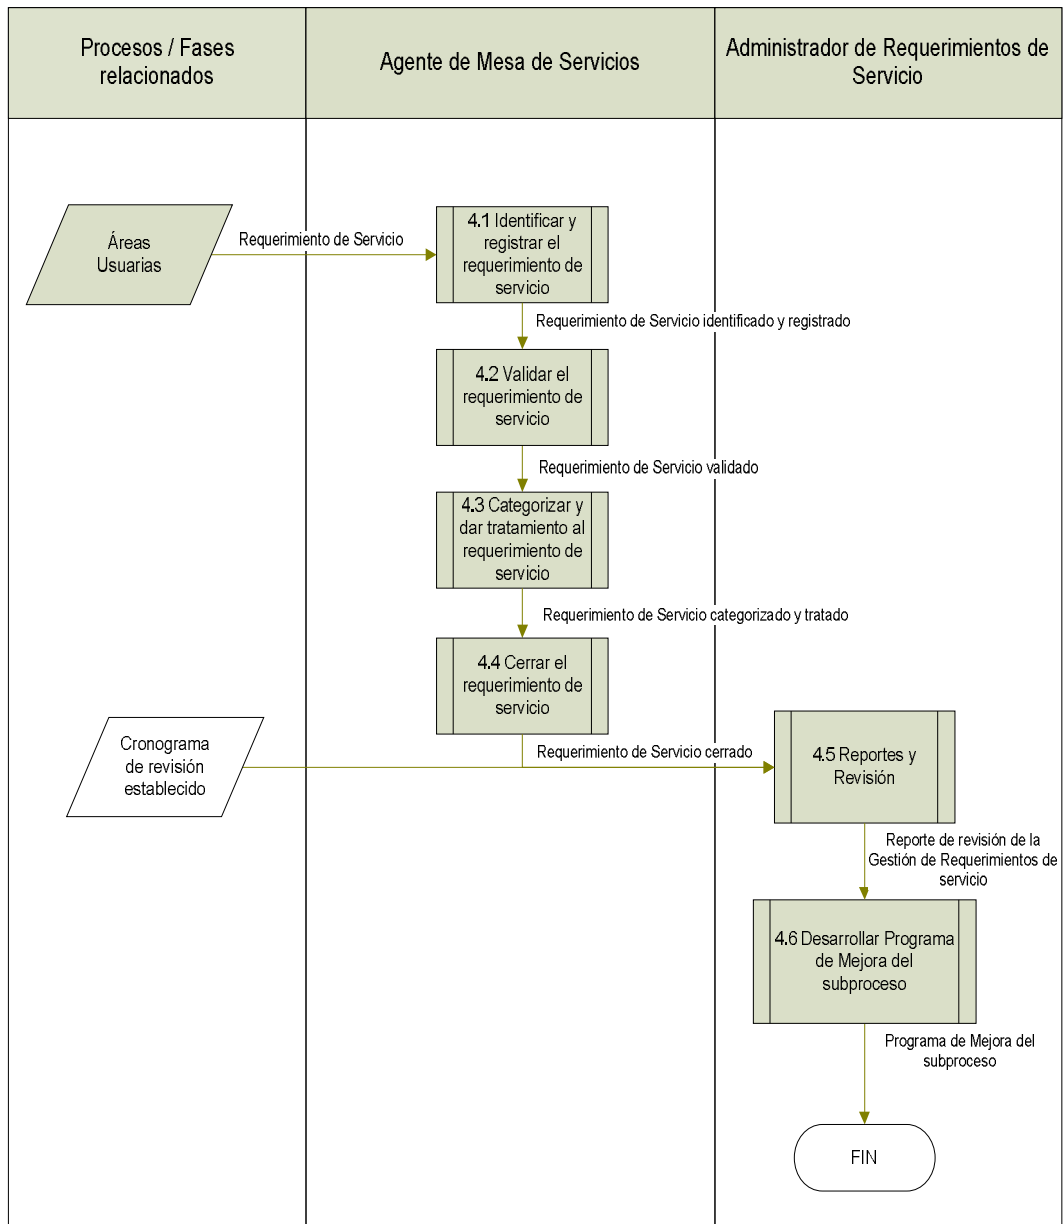 Procesos / Fases
relacionados
Agente de Mesa de Servicios
Administrador de Requerimientos de
Servicio
Áreas
Usuarias
Requerimiento de Servicio
4.1 Identificar y
registrar el
requerimiento de
servicio
Requerimiento de Servicio identificado y registrado
4.2 Validar el
requerimiento de
servicio
Requerimiento de Servicio validado
4.3 Categorizar y
dar tratamiento al
requerimiento de
servicio
Requerimiento de Servicio categorizado y tratado
4.4 Cerrar el
requerimiento de
servicio
Cronograma
de revisión
establecido
Requerimiento de Servicio cerrado
4.5 Reportes y
Revisión
Reporte de revisión de la
Gestión de Requerimientos de
servicio
4.6 Desarrollar Programa
de Mejora del
subproceso
Programa de Mejora del
subproceso
FIN